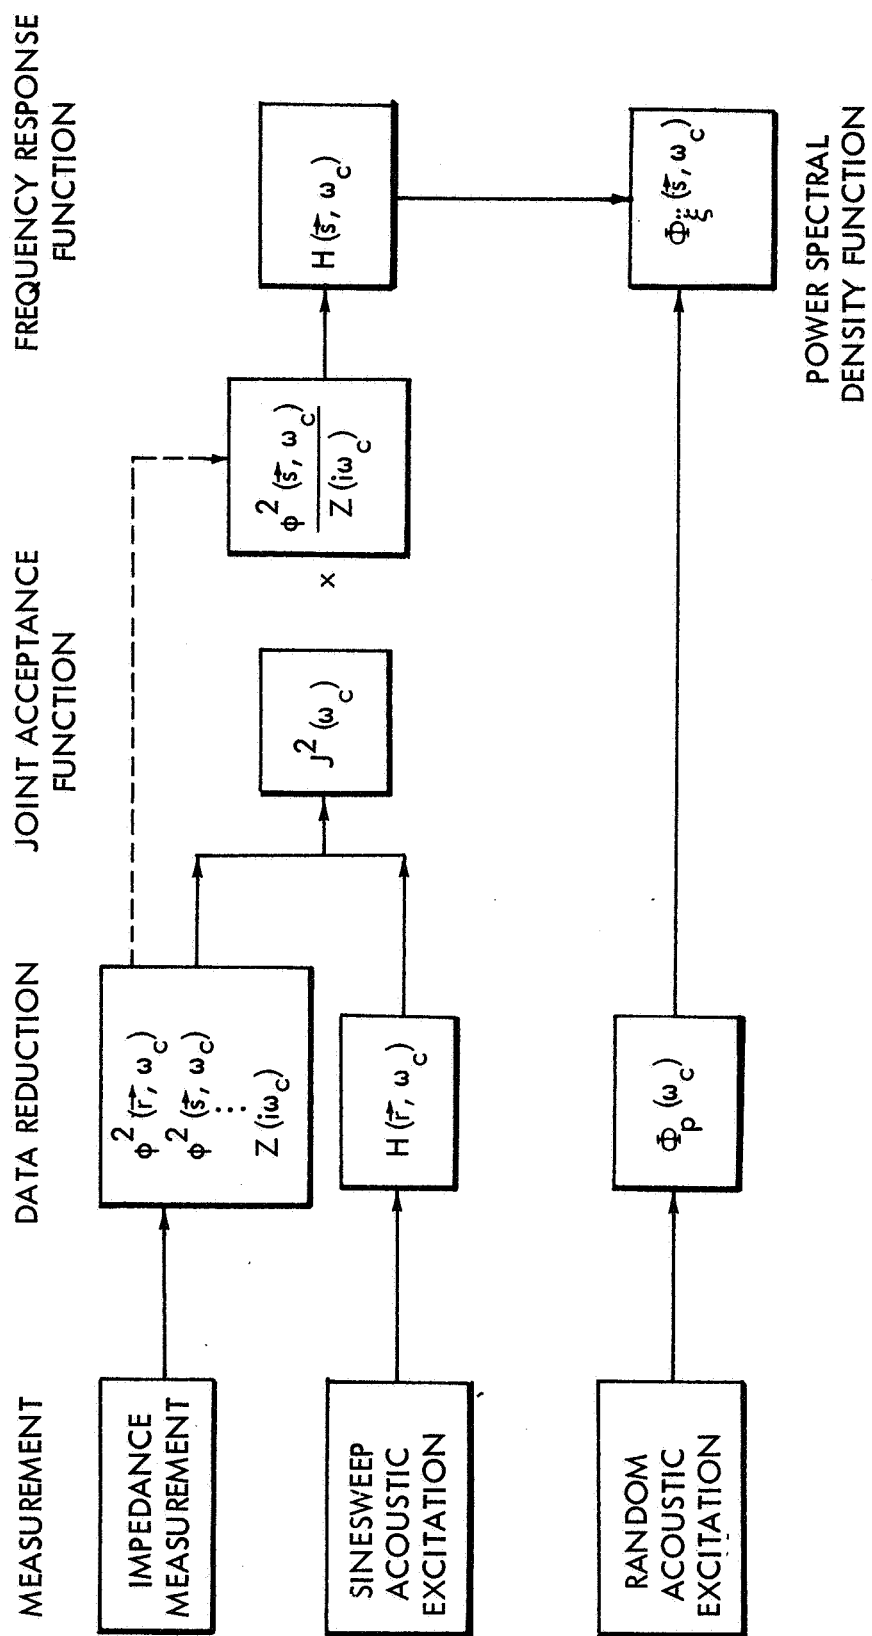 MEASUREMENT
DATA REDUCTION
JOINT ACCEPTANCE
FUNCTION
FREQUENCY RESPONSE
FUNCTION
IMPEDANCE
MEASUREMENT
ϕ² (r⃗, ω_c)
ϕ² (s⃗, ω_c)
⋮
Z (iω_c)
SINESWEEP
ACOUSTIC
EXCITATION
H (r⃗, ω_c)
J² (ω_c)
x
ϕ² (s⃗, ω_c)
Z (iω_c)
H (s⃗, ω_c)
RANDOM
ACOUSTIC
EXCITATION
Φ_p (ω_c)
Φ_ξ̈ (s⃗, ω_c)
POWER SPECTRAL
DENSITY FUNCTION